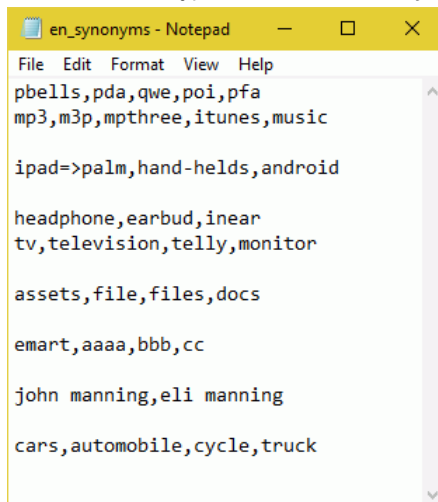 en_synonyms - Notepad
File Edit Format View Help
pbells,pda,qwe,poi,pfa
mp3,m3p,mpthree,itunes,music
ipad=>palm,hand-helds,android
headphone,earbud,inear
tv,television,telly,monitor
assets,file,files,docs
emart,aaaa,bbb,cc
john manning,eli manning
cars,automobile,cycle,truck